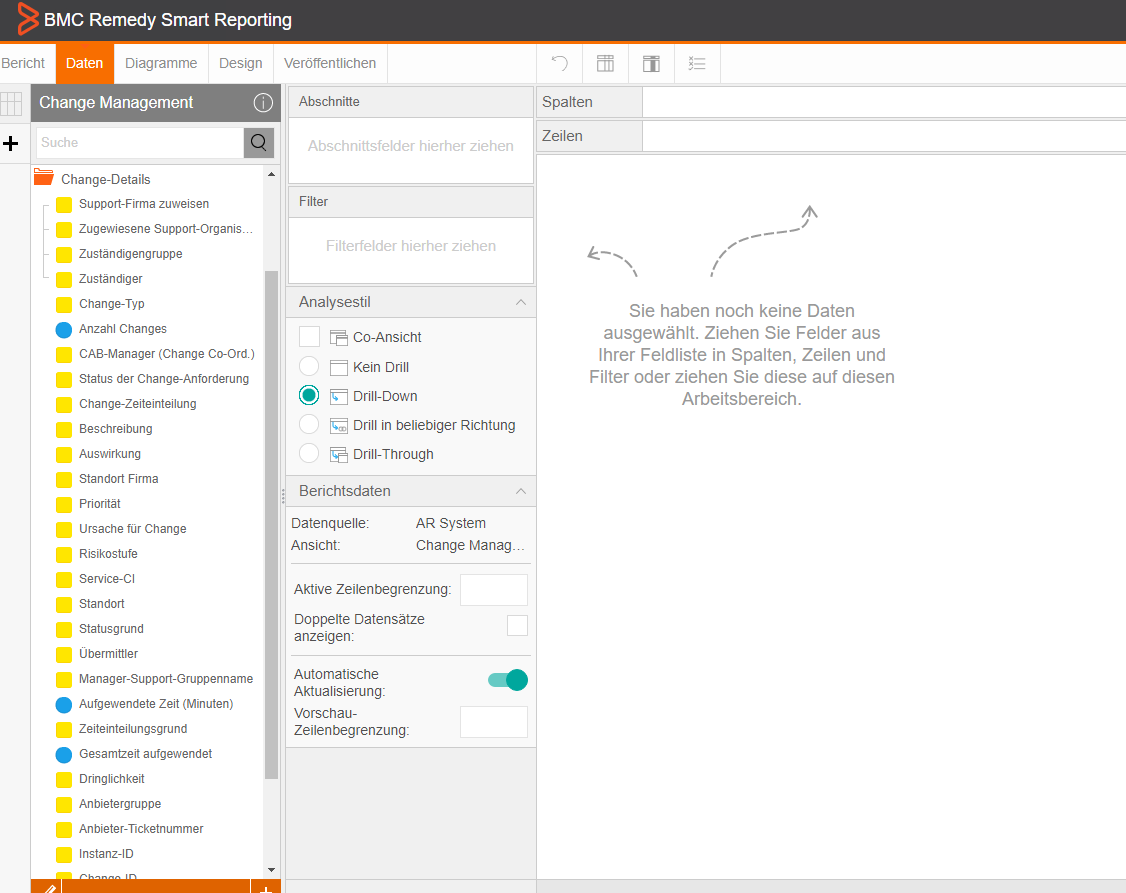 BMC Remedy Smart Reporting
Bericht
Daten
Diagramme
Design
Veröffentlichen
Change Management
Suche
Change-Details
Support-Firma zuweisen
Zugewiesene Support-Organis...
Zuständigengruppe
Zuständiger
Change-Typ
Anzahl Changes
CAB-Manager (Change Co-Ord.)
Status der Change-Anforderung
Change-Zeiteinteilung
Beschreibung
Auswirkung
Standort Firma
Priorität
Ursache für Change
Risikostufe
Service-CI
Standort
Statusgrund
Übermittler
Manager-Support-Gruppenname
Aufgewendete Zeit (Minuten)
Zeiteinteilungsgrund
Gesamtzeit aufgewendet
Dringlichkeit
Anbietergruppe
Anbieter-Ticketnummer
Instanz-ID
Change-ID
Abschnitte
Abschnittsfelder hierher ziehen
Filter
Filterfelder hierher ziehen
Analysestil
Co-Ansicht
Kein Drill
Drill-Down
Drill in beliebiger Richtung
Drill-Through
Berichtsdaten
Datenquelle: AR System
Ansicht: Change Manag...
Aktive Zeilenbegrenzung:
Doppelte Datensätze
anzeigen:
Automatische
Aktualisierung:
Vorschau-
Zeilenbegrenzung:
Spalten
Zeilen
Sie haben noch keine Daten
ausgewählt. Ziehen Sie Felder aus
Ihrer Feldliste in Spalten, Zeilen und
Filter oder ziehen Sie diese auf diesen
Arbeitsbereich.